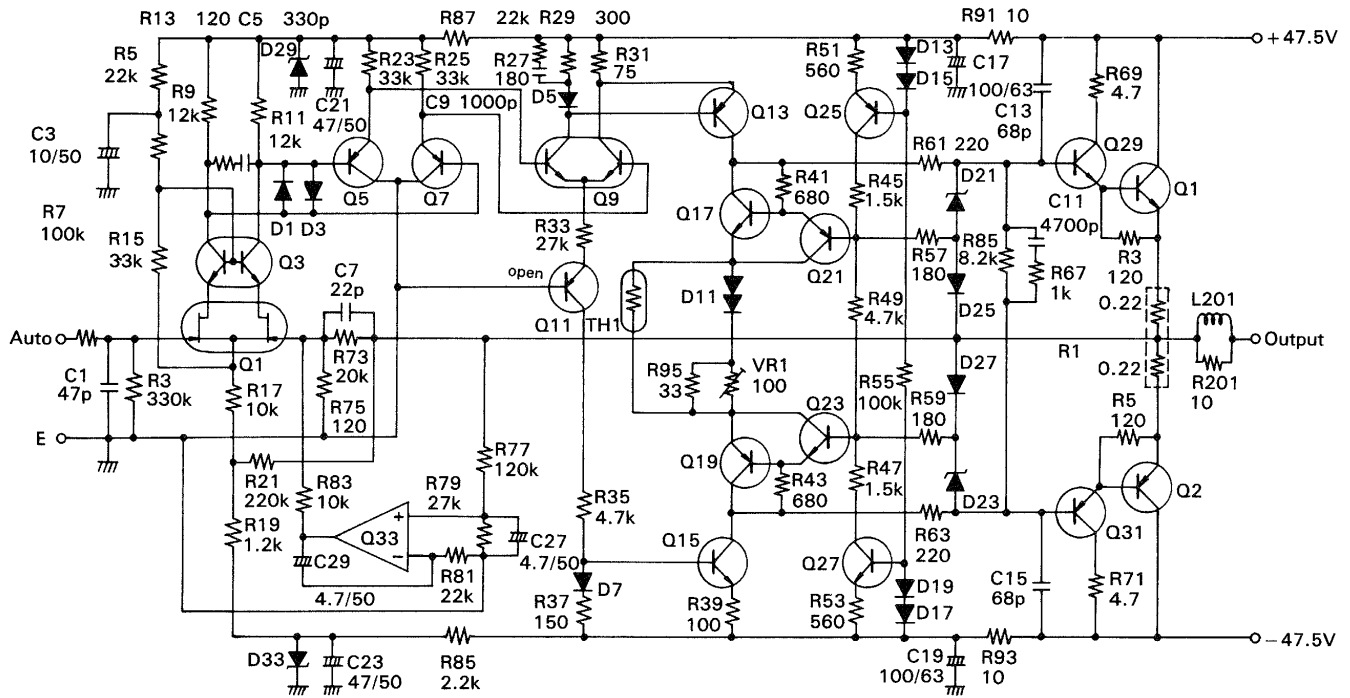 R13 120 C5 330p R87 22k R29 300 R91 10
+47.5V
R5
22k
D29
R23
33k
R25
33k
R27
180
R31
75
R51
560
D13
D15
C17
100/63
R69
4.7
R9
12k
R11
12k
C21
47/50
C9 1000p
D5
Q13
Q25
C13
68p
C3
10/50
Q29
R61 220
D21
Q1
Q5
Q7
Q9
R41
680
R45
1.5k
C11
4700p
D1 D3
Q17
R7
100k
R15
33k
Q3
R33
27k
Q21
R57
180
R85
8.2k
R67
1k
R3
120
C7
22p
open
D11
R49
4.7k
D25
0.22
L201
Q11
TH1
Auto
Q1
R73
20k
R1
Output
C1
47p
R3
330k
R17
10k
R75
120
R95
33
VR1
100
R55
100k
D27
0.22
R201
10
R59
180
Q23
R5
120
E
R77
120k
Q19
R43
680
R47
1.5k
D23
Q2
R21
220k
R83
10k
R79
27k
R35
4.7k
Q31
R19
1.2k
+
Q33
−
C27
4.7/50
Q15
Q27
R63
220
C29
4.7/50
R81
22k
D7
C15
68p
R71
4.7
D19
D17
R37
150
R39
100
R53
560
−47.5V
D33
C23
47/50
R85
2.2k
C19
100/63
R93
10